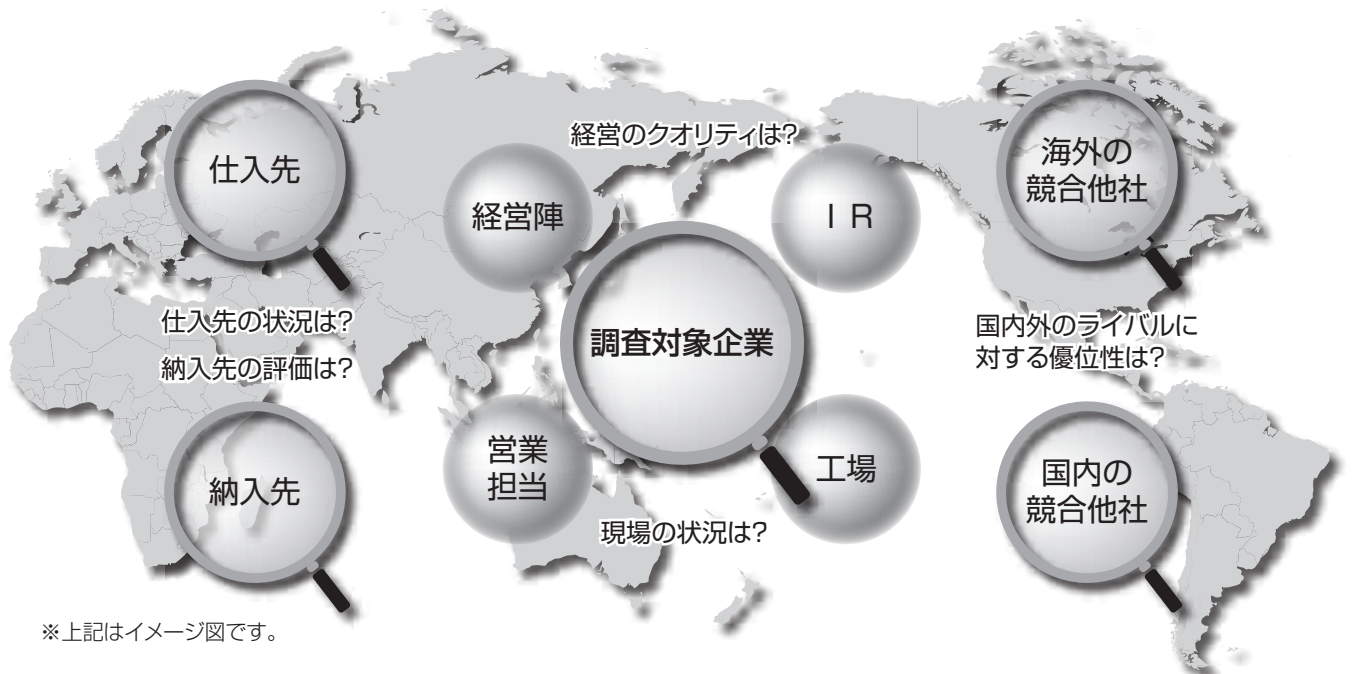 経営のクオリティは?
仕入先
経営陣
I R
海外の
競合他社
仕入先の状況は?
納入先の評価は?
調査対象企業
国内外のライバルに
対する優位性は?
納入先
営業
担当
工場
国内の
競合他社
現場の状況は?
※上記はイメージ図です。